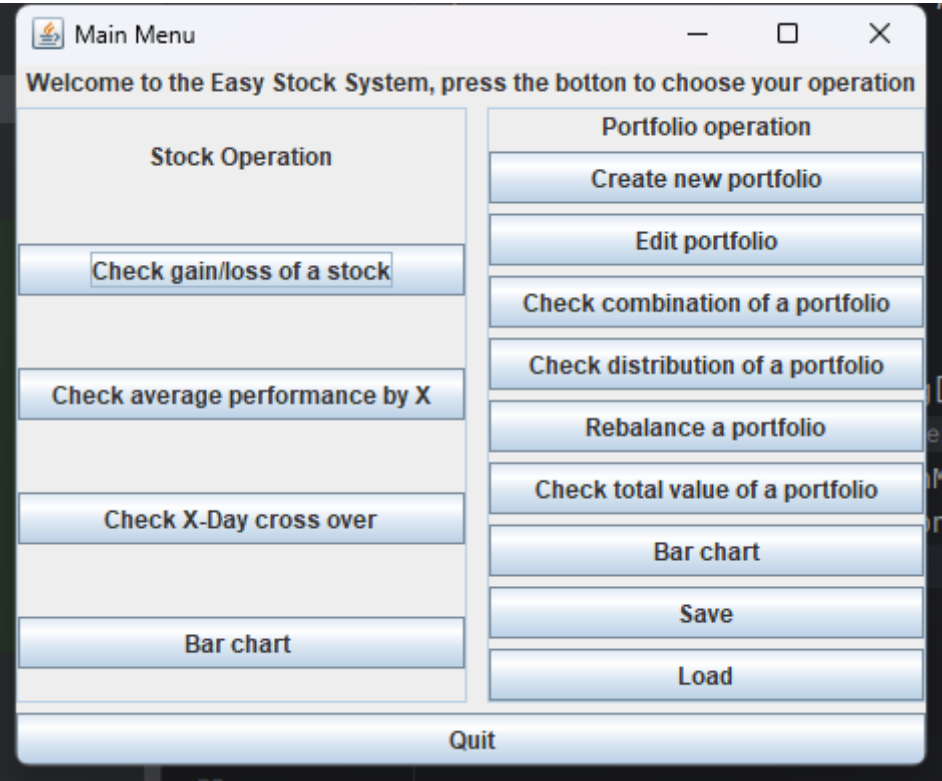 Main Menu
Welcome to the Easy Stock System, press the botton to choose your operation
Stock Operation
Check gain/loss of a stock
Check average performance by X
Check X-Day cross over
Bar chart
Portfolio operation
Create new portfolio
Edit portfolio
Check combination of a portfolio
Check distribution of a portfolio
Rebalance a portfolio
Check total value of a portfolio
Bar chart
Save
Load
Quit